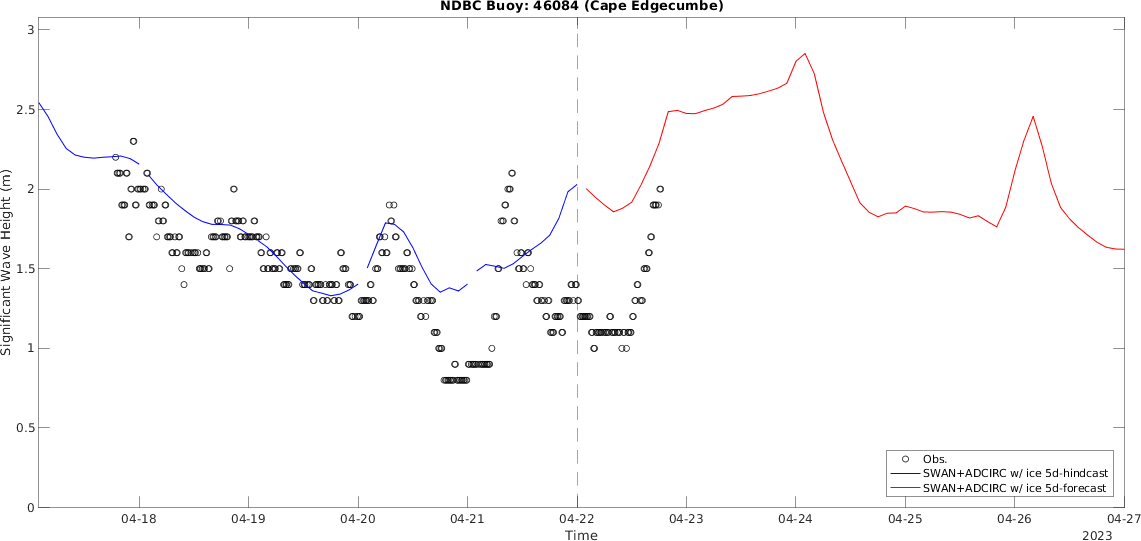 NDBC Buoy: 46084 (Cape Edgecumbe)
3
2.5
2
1.5
1
0.5
0
Significant Wave Height (m)
Obs.
SWAN+ADCIRC w/ ice 5d-hindcast
SWAN+ADCIRC w/ ice 5d-forecast
04-18 04-19 04-20 04-21 04-22 04-23 04-24 04-25 04-26 04-27
Time
2023